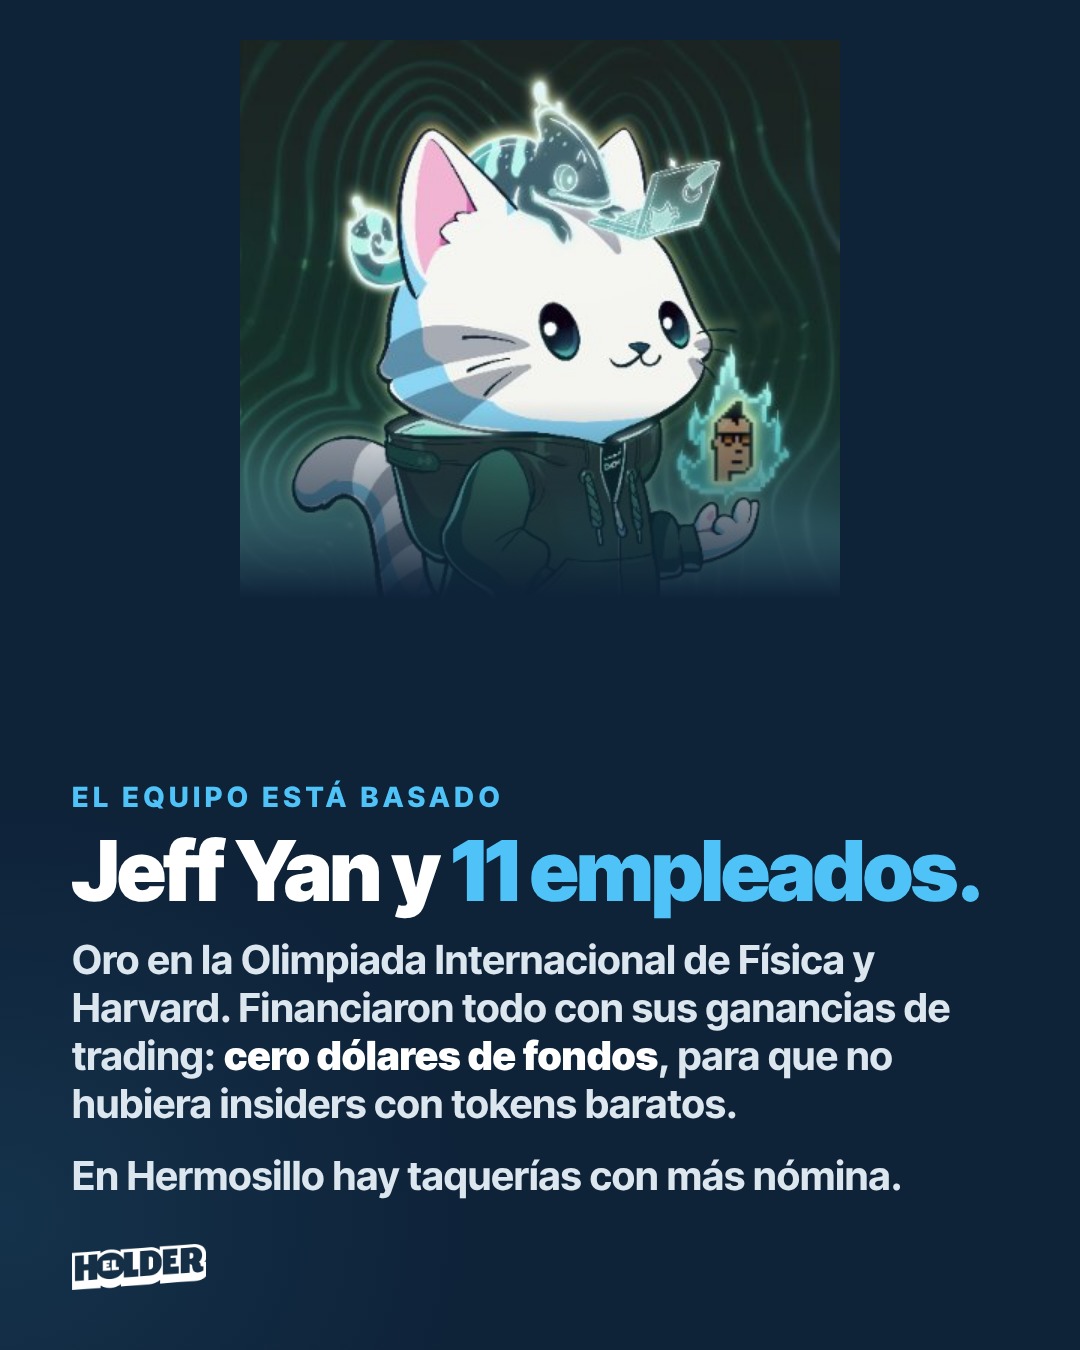 EL EQUIPO ESTÁ BASADO
Jeff Yan y 11 empleados.
Oro en la Olimpiada Internacional de Física y
Harvard. Financiaron todo con sus ganancias de
trading: cero dólares de fondos, para que no
hubiera insiders con tokens baratos.
En Hermosillo hay taquerías con más nómina.
EL HOLDER